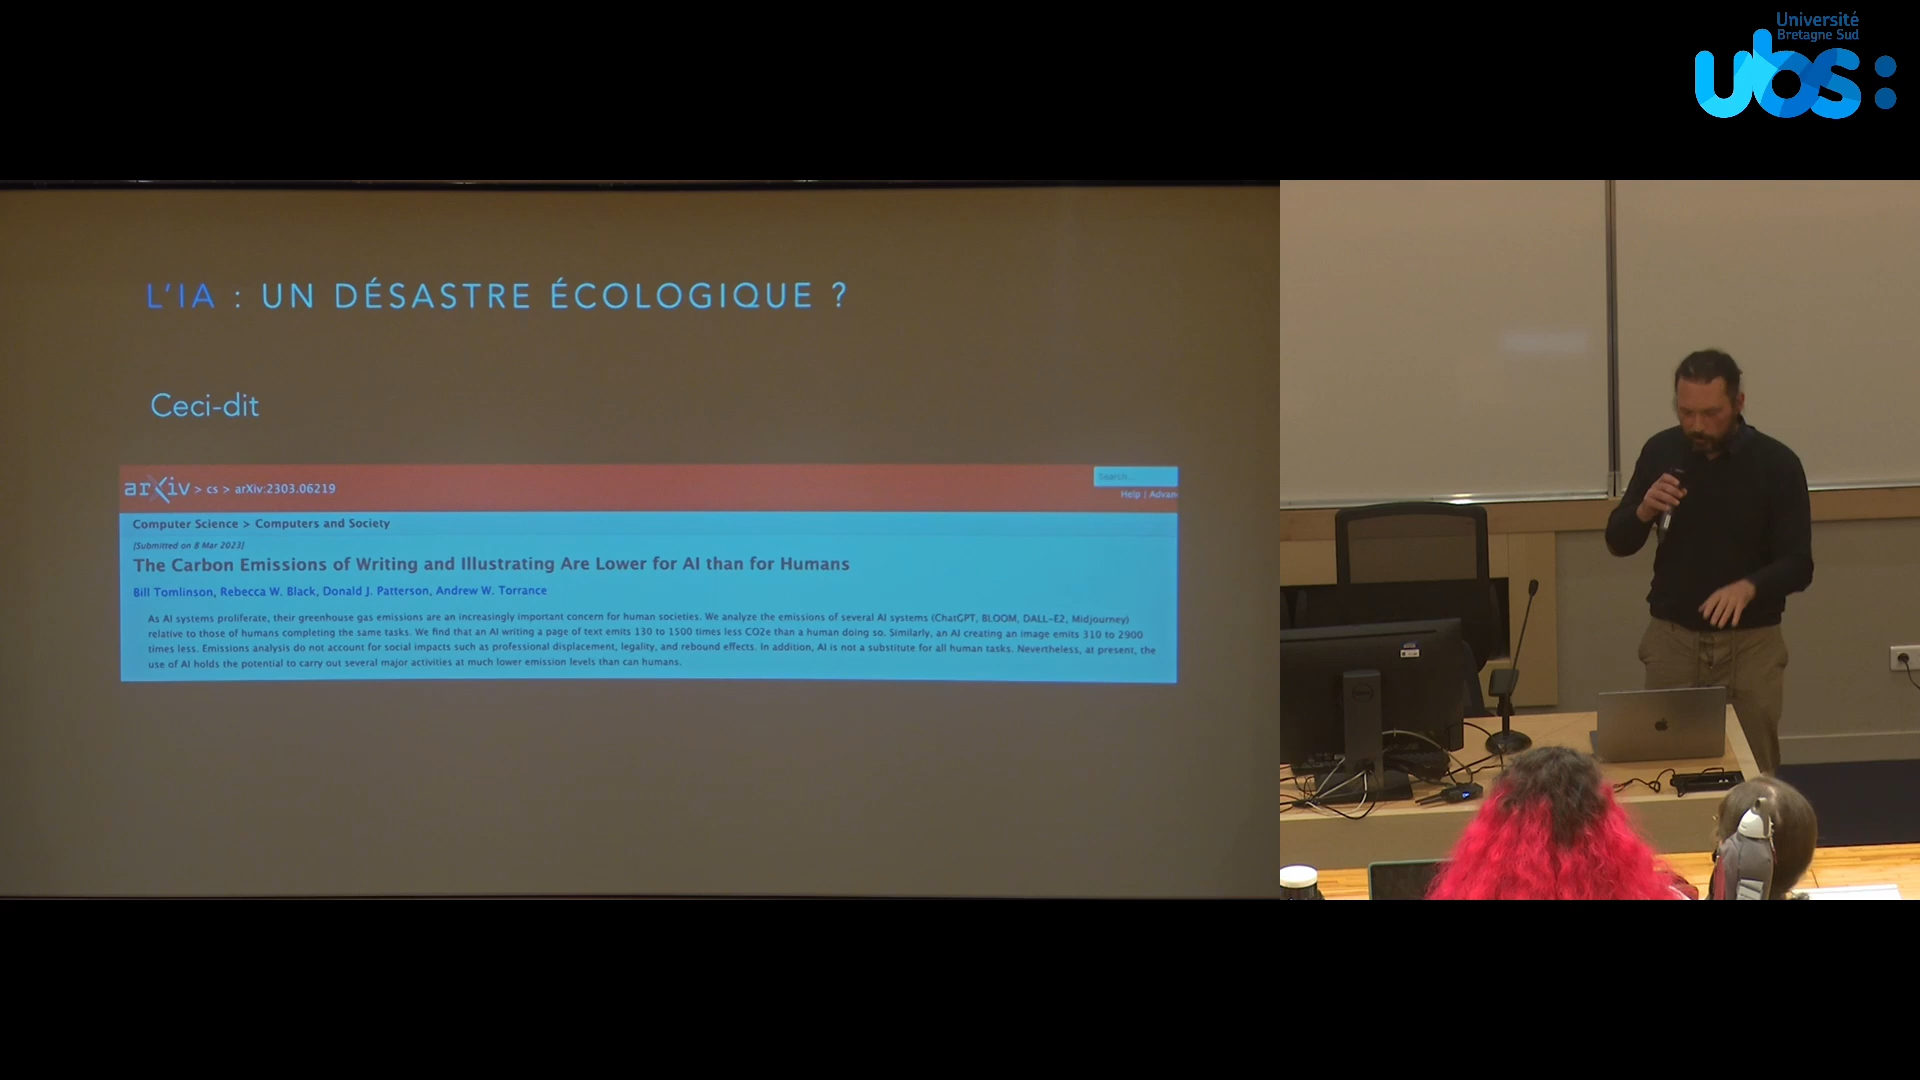 Université
Bretagne Sud
ubs:
L'IA : UN DÉSASTRE ÉCOLOGIQUE ?
Ceci-dit
arXiv > cs > arXiv:2303.06219
Search...
Help | Advan
Computer Science > Computers and Society
[Submitted on 8 Mar 2023]
The Carbon Emissions of Writing and Illustrating Are Lower for AI than for Humans
Bill Tomlinson, Rebecca W. Black, Donald J. Patterson, Andrew W. Torrance
As AI systems proliferate, their greenhouse gas emissions are an increasingly important concern for human societies. We analyze the emissions of several AI systems (ChatGPT, BLOOM, DALL-E2, Midjourney)
relative to those of humans completing the same tasks. We find that an AI writing a page of text emits 130 to 1500 times less CO2e than a human doing so. Similarly, an AI creating an image emits 310 to 2900
times less. Emissions analysis do not account for social impacts such as professional displacement, legality, and rebound effects. In addition, AI is not a substitute for all human tasks. Nevertheless, at present, the
use of AI holds the potential to carry out several major activities at much lower emission levels than can humans.
DELL